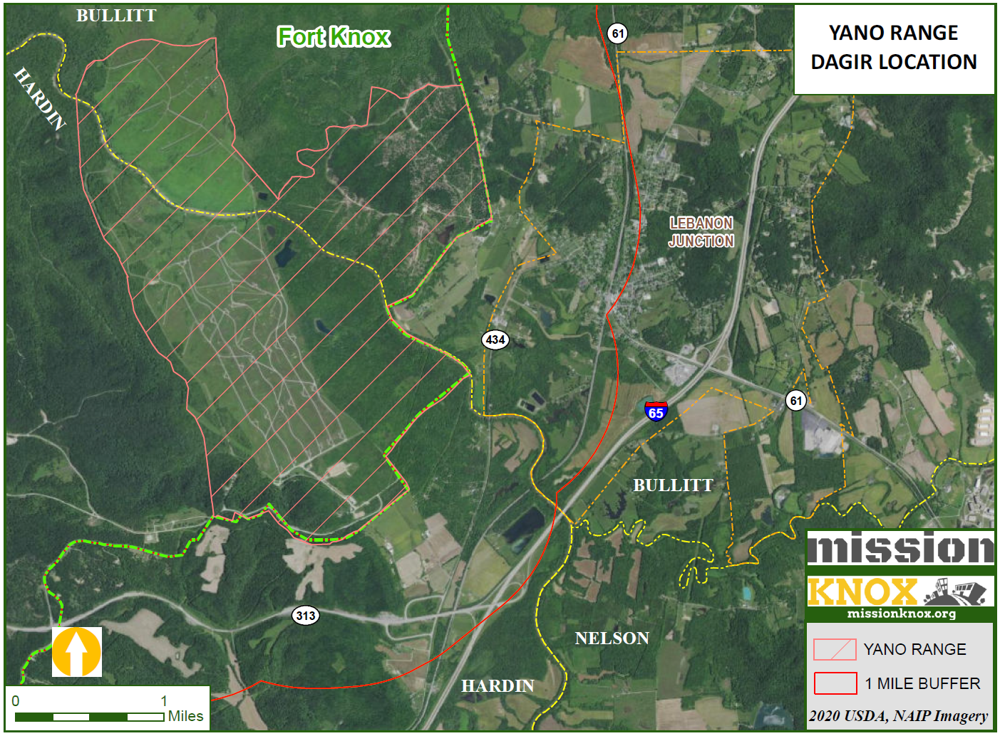 BULLITT
Fort Knox
61
YANO RANGE
DAGIR LOCATION
HARDIN
LEBANON
JUNCTION
434
61
65
BULLITT
313
NELSON
HARDIN
0 1
Miles
mission
KNOX
missionknox.org
YANO RANGE
1 MILE BUFFER
2020 USDA, NAIP Imagery